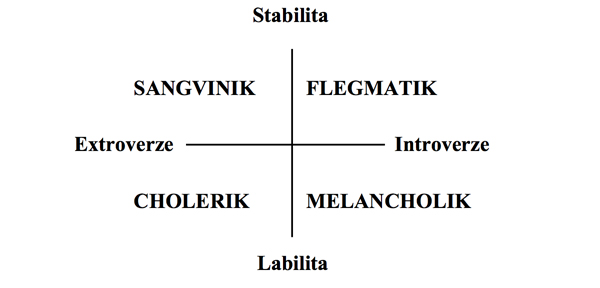 Stabilita
SANGVINIK FLEGMATIK
Extroverze Introverze
CHOLERIK MELANCHOLIK
Labilita